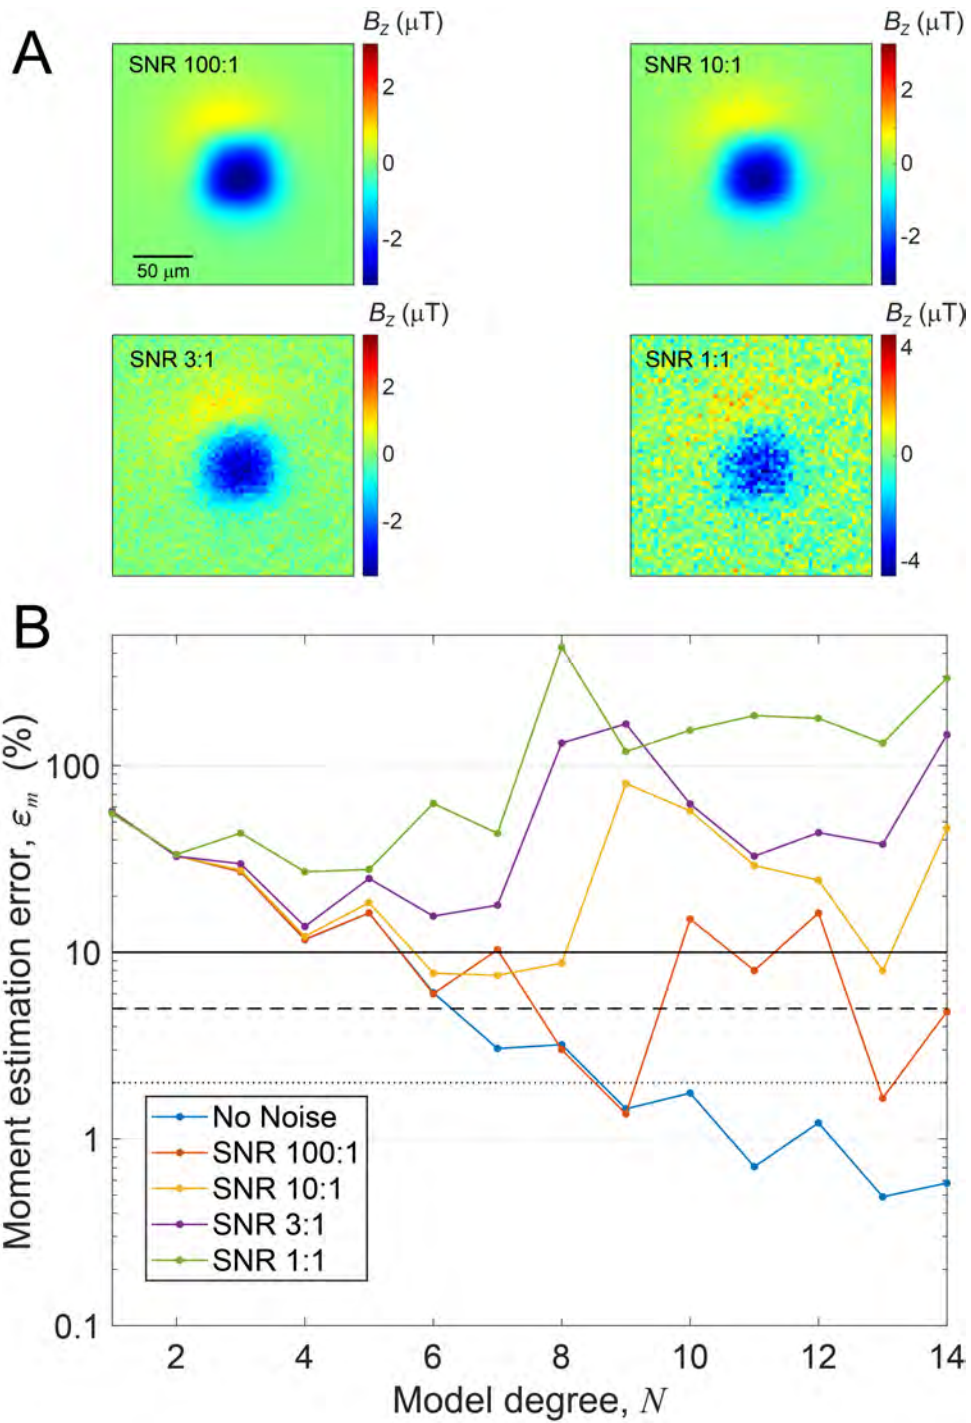 A
SNR 100:1
50 μm
B_z (μT)
2
0
-2
SNR 10:1
B_z (μT)
2
0
-2
SNR 3:1
B_z (μT)
2
0
-2
SNR 1:1
B_z (μT)
4
2
0
-2
-4
B
Moment estimation error, ϵ_m (%)
100
10
1
0.1
No Noise
SNR 100:1
SNR 10:1
SNR 3:1
SNR 1:1
2 4 6 8 10 12 14
Model degree, N